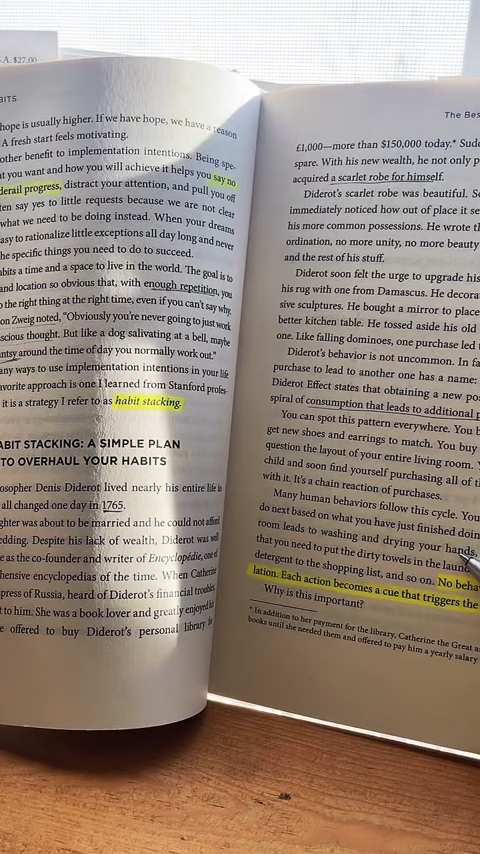 .A. $27.00
BITS
hope is usually higher. If we have hope, we have a reason
A fresh start feels motivating.
other benefit to implementation intentions. Being spe-
t you want and how you will achieve it helps you say no
derail progress, distract your attention, and pull you off
ten say yes to little requests because we are not clear
what we need to be doing instead. When your dreams
asy to rationalize little exceptions all day long and never
he specific things you need to do to succeed.
abits a time and a space to live in the world. The goal is to
and location so obvious that, with enough repetition, you
o the right thing at the right time, even if you can't say why.
on Zweig noted, "Obviously you're never going to just work
scious thought. But like a dog salivating at a bell, maybe
antsy around the time of day you normally work out."
any ways to use implementation intentions in your life
avorite approach is one I learned from Stanford profes-
it is a strategy I refer to as habit stacking.
ABIT STACKING: A SIMPLE PLAN
TO OVERHAUL YOUR HABITS
osopher Denis Diderot lived nearly his entire life in
all changed one day in 1765.
ghter was about to be married and he could not afford
edding. Despite his lack of wealth, Diderot was well
e as the co-founder and writer of Encyclopédie, one of
hensive encyclopedias of the time. When Catherine
press of Russia, heard of Diderot's financial troubles,
t to him. She was a book lover and greatly enjoyed his
e offered to buy Diderot's personal library for
The Bes
£1,000—more than $150,000 today.* Sudd
spare. With his new wealth, he not only p
acquired a scarlet robe for himself.
Diderot's scarlet robe was beautiful. So
immediately noticed how out of place it se
his more common possessions. He wrote th
ordination, no more unity, no more beauty
and the rest of his stuff.
Diderot soon felt the urge to upgrade his
his rug with one from Damascus. He decora
sive sculptures. He bought a mirror to place
better kitchen table. He tossed aside his old
one. Like falling dominoes, one purchase led t
Diderot's behavior is not uncommon. In fa
purchase to lead to another one has a name:
Diderot Effect states that obtaining a new pos
spiral of consumption that leads to additional p
You can spot this pattern everywhere. You b
get new shoes and earrings to match. You buy
question the layout of your entire living room. Y
child and soon find yourself purchasing all of t
with it. It's a chain reaction of purchases.
Many human behaviors follow this cycle. You
do next based on what you have just finished doin
room leads to washing and drying your hands,
that you need to put the dirty towels in the laund
detergent to the shopping list, and so on. No beha
lation. Each action becomes a cue that triggers the
Why is this important?
* In addition to her payment for the library, Catherine the Great a
books until she needed them and offered to pay him a yearly salary